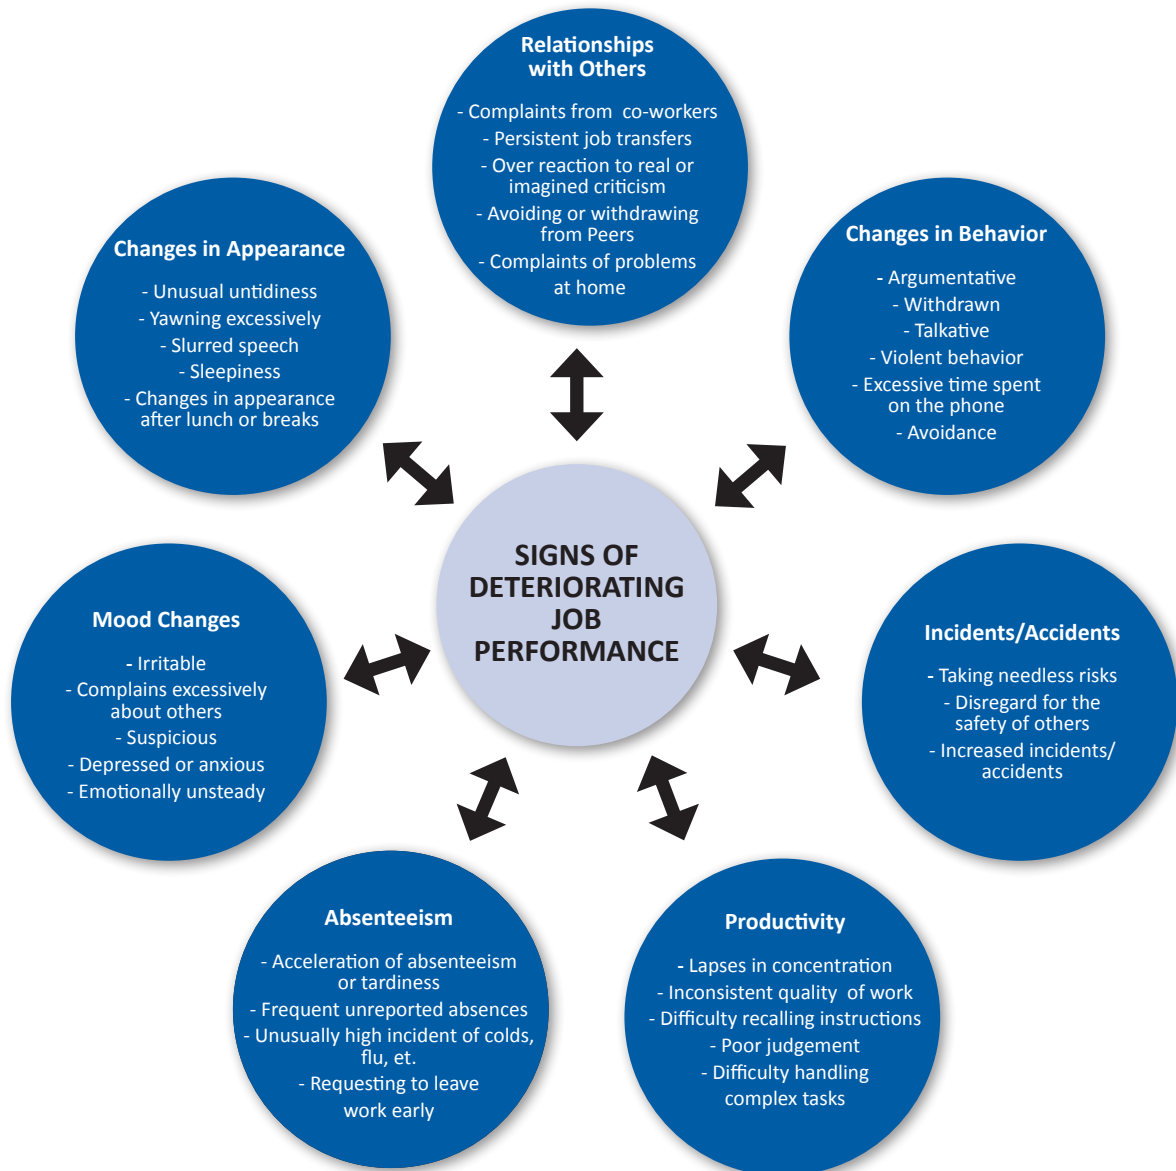 Relationships
with Others
- Complaints from co-workers
- Persistent job transfers
- Over reaction to real or
imagined criticism
- Avoiding or withdrawing
from Peers
- Complaints of problems
at home
Changes in Appearance
- Unusual untidiness
- Yawning excessively
- Slurred speech
- Sleepiness
- Changes in appearance
after lunch or breaks
Changes in Behavior
- Argumentative
- Withdrawn
- Talkative
- Violent behavior
- Excessive time spent
on the phone
- Avoidance
SIGNS OF
DETERIORATING
JOB
PERFORMANCE
Mood Changes
- Irritable
- Complains excessively
about others
- Suspicious
- Depressed or anxious
- Emotionally unsteady
Incidents/Accidents
- Taking needless risks
- Disregard for the
safety of others
- Increased incidents/
accidents
Absenteeism
- Acceleration of absenteeism
or tardiness
- Frequent unreported absences
- Unusually high incident of colds,
flu, et.
- Requesting to leave
work early
Productivity
- Lapses in concentration
- Inconsistent quality of work
- Difficulty recalling instructions
- Poor judgement
- Difficulty handling
complex tasks